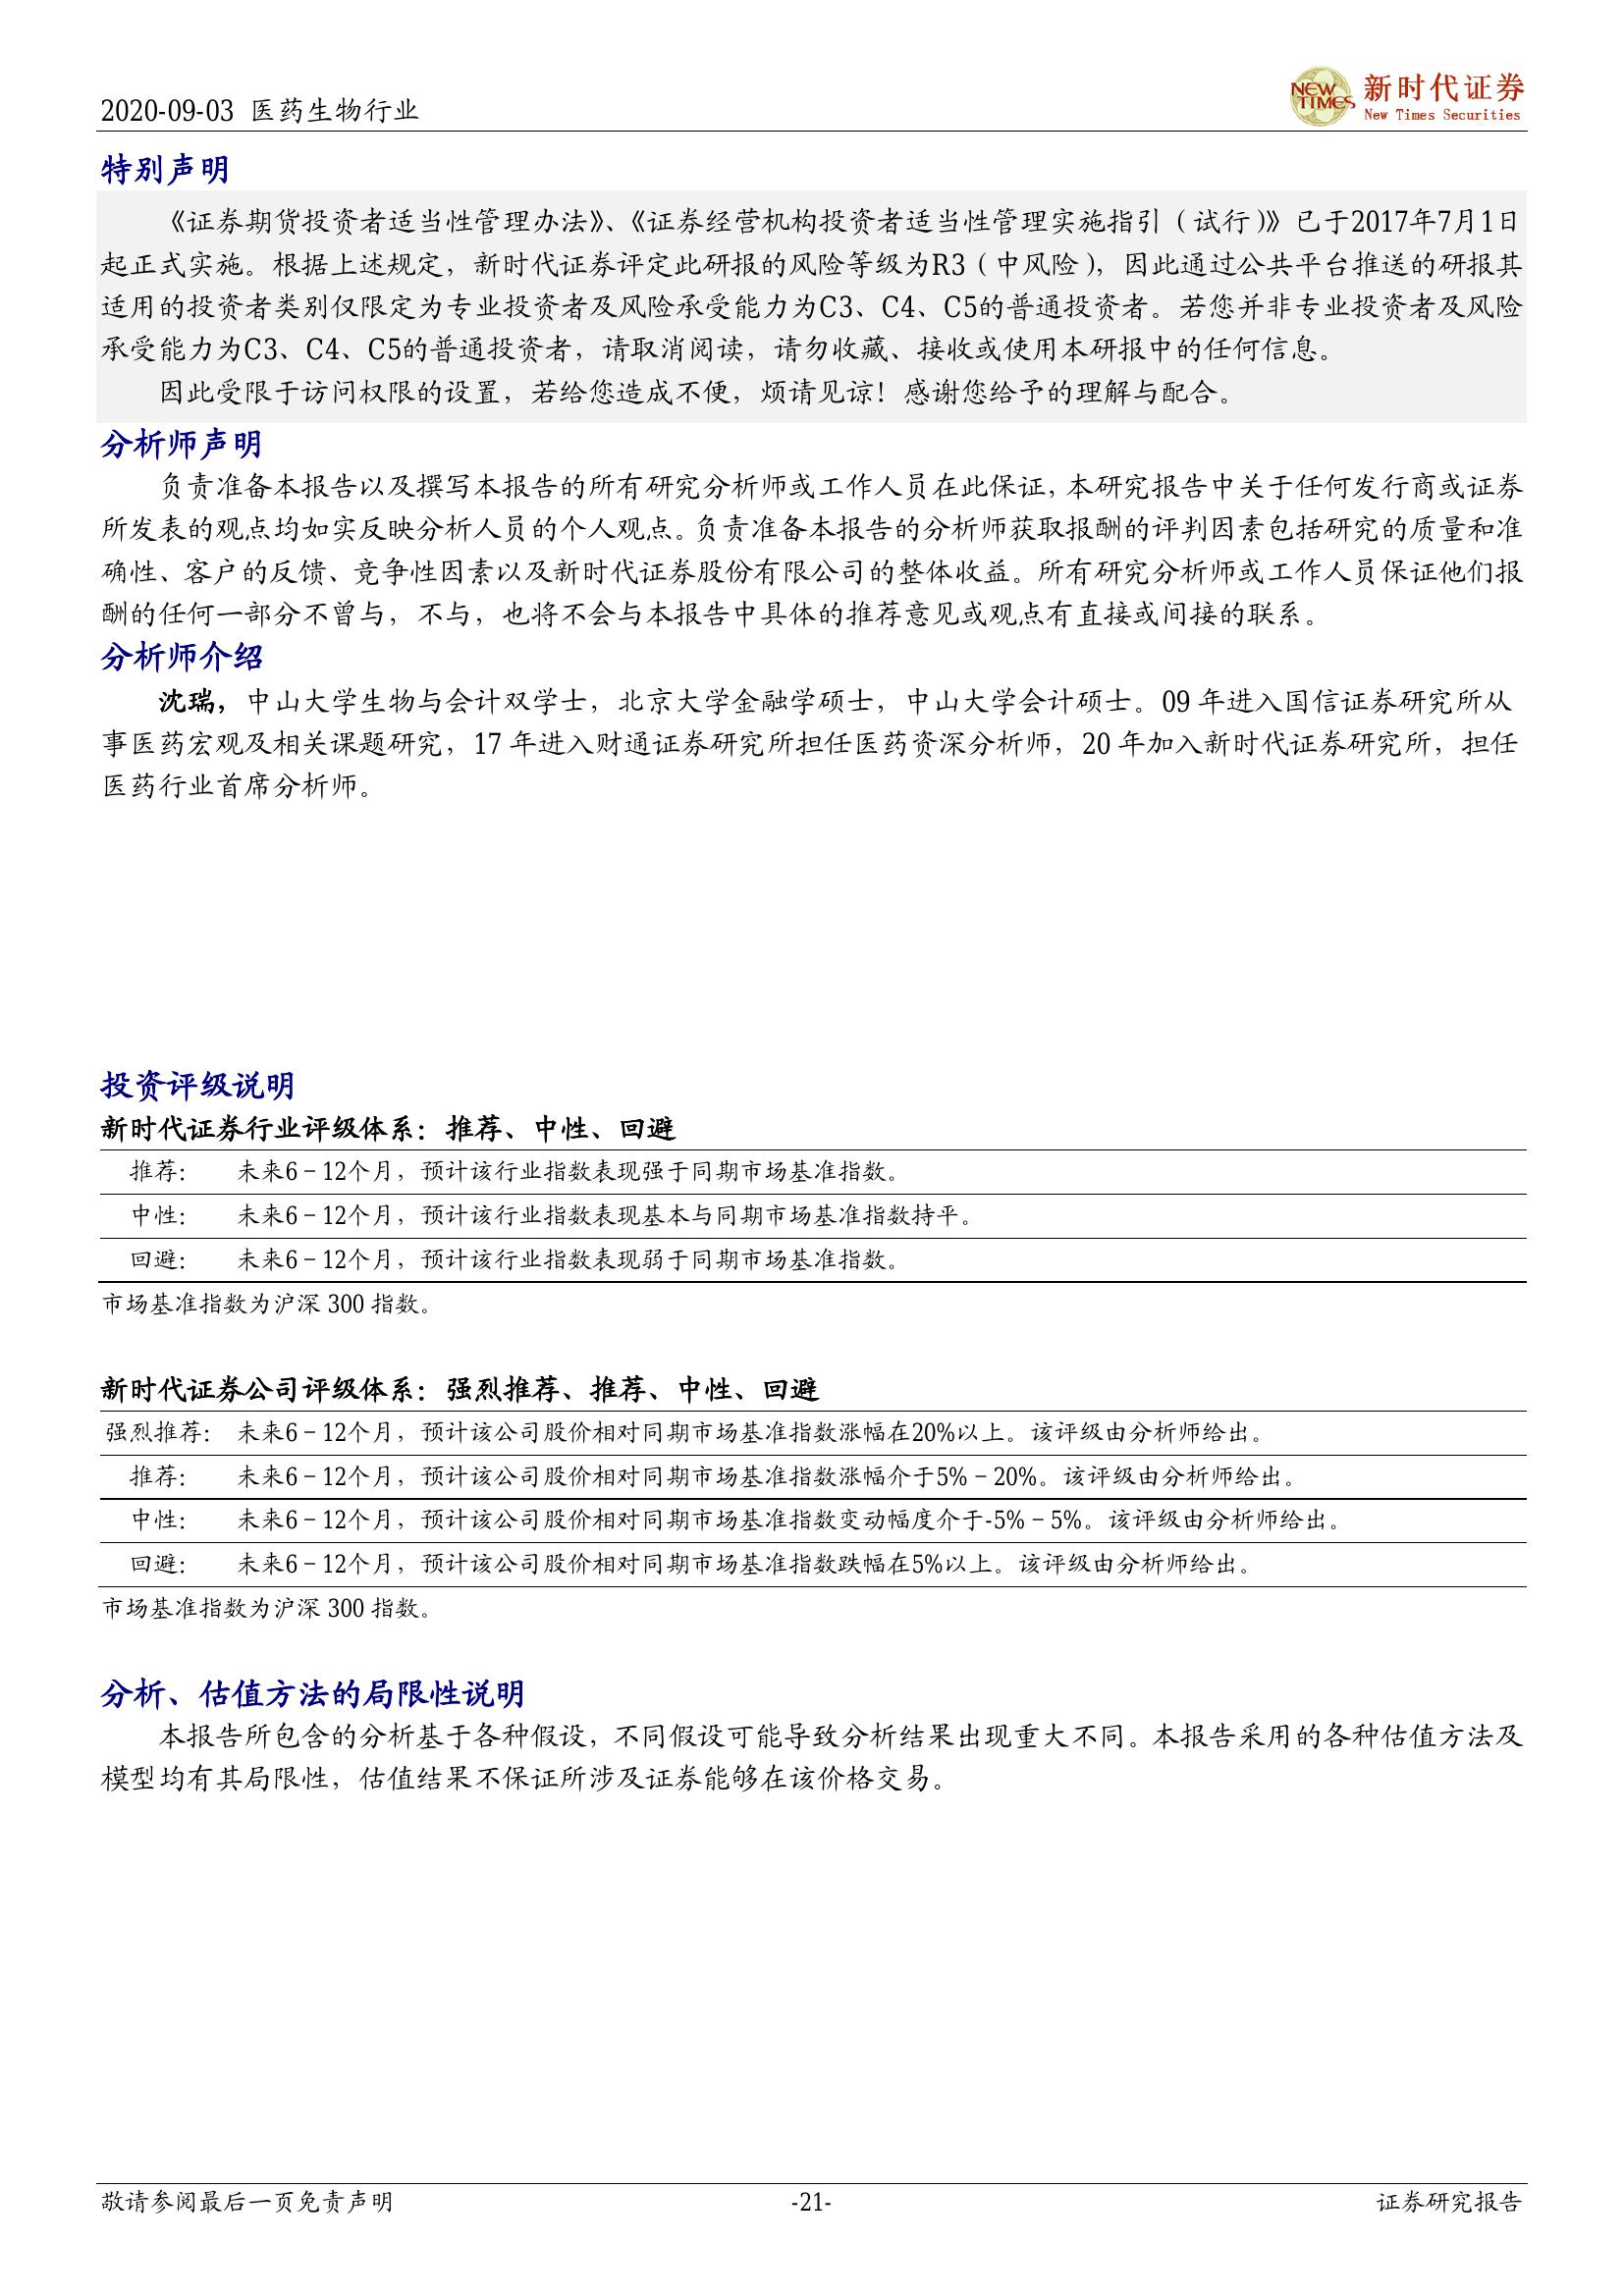 2020-09-03 医药生物行业
NEW TIMES
新时代证券
New Times Securities
特别声明
《证券期货投资者适当性管理办法》、《证券经营机构投资者适当性管理实施指引（试行）》已于2017年7月1日
起正式实施。根据上述规定，新时代证券评定此研报的风险等级为R3（中风险），因此通过公共平台推送的研报其
适用的投资者类别仅限定为专业投资者及风险承受能力为C3、C4、C5的普通投资者。若您并非专业投资者及风险
承受能力为C3、C4、C5的普通投资者，请取消阅读，请勿收藏、接收或使用本研报中的任何信息。
因此受限于访问权限的设置，若给您造成不便，烦请见谅！感谢您给予的理解与配合。
分析师声明
负责准备本报告以及撰写本报告的所有研究分析师或工作人员在此保证，本研究报告中关于任何发行商或证券
所发表的观点均如实反映分析人员的个人观点。负责准备本报告的分析师获取报酬的评判因素包括研究的质量和准
确性、客户的反馈、竞争性因素以及新时代证券股份有限公司的整体收益。所有研究分析师或工作人员保证他们报
酬的任何一部分不曾与，不与，也将不会与本报告中具体的推荐意见或观点有直接或间接的联系。
分析师介绍
沈瑞，中山大学生物与会计双学士，北京大学金融学硕士，中山大学会计硕士。09 年进入国信证券研究所从
事医药宏观及相关课题研究，17 年进入财通证券研究所担任医药资深分析师，20 年加入新时代证券研究所，担任
医药行业首席分析师。
投资评级说明
新时代证券行业评级体系：推荐、中性、回避
推荐： 未来6－12个月，预计该行业指数表现强于同期市场基准指数。
中性： 未来6－12个月，预计该行业指数表现基本与同期市场基准指数持平。
回避： 未来6－12个月，预计该行业指数表现弱于同期市场基准指数。
市场基准指数为沪深 300 指数。
新时代证券公司评级体系：强烈推荐、推荐、中性、回避
强烈推荐： 未来6－12个月，预计该公司股价相对同期市场基准指数涨幅在20%以上。该评级由分析师给出。
推荐： 未来6－12个月，预计该公司股价相对同期市场基准指数涨幅介于5%－20%。该评级由分析师给出。
中性： 未来6－12个月，预计该公司股价相对同期市场基准指数变动幅度介于-5%－5%。该评级由分析师给出。
回避： 未来6－12个月，预计该公司股价相对同期市场基准指数跌幅在5%以上。该评级由分析师给出。
市场基准指数为沪深 300 指数。
分析、估值方法的局限性说明
本报告所包含的分析基于各种假设，不同假设可能导致分析结果出现重大不同。本报告采用的各种估值方法及
模型均有其局限性，估值结果不保证所涉及证券能够在该价格交易。
敬请参阅最后一页免责声明
-21-
证券研究报告